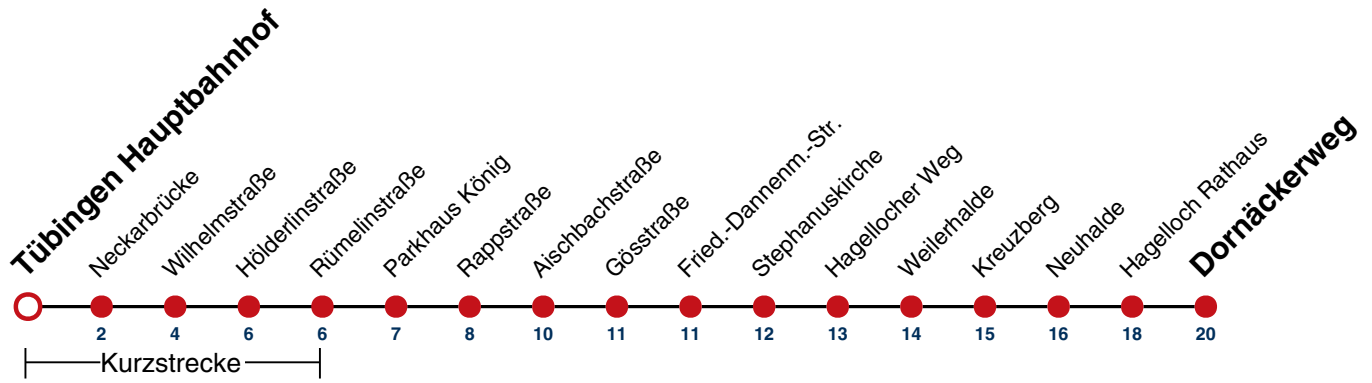 Tübingen Hauptbahnhof
Neckarbrücke
Wilhelmstraße
Hölderlinstraße
Rümelinstraße
Parkhaus König
Rappstraße
Aischbachstraße
Gösstraße
Fried.-Dannenm.-Str.
Stephanuskirche
Hagellocher Weg
Weilerhalde
Kreuzberg
Neuhalde
Hagelloch Rathaus
Dornäckerweg
2 4 6 6 7 8 10 11 11 12 13 14 15 16 18 20
Kurzstrecke